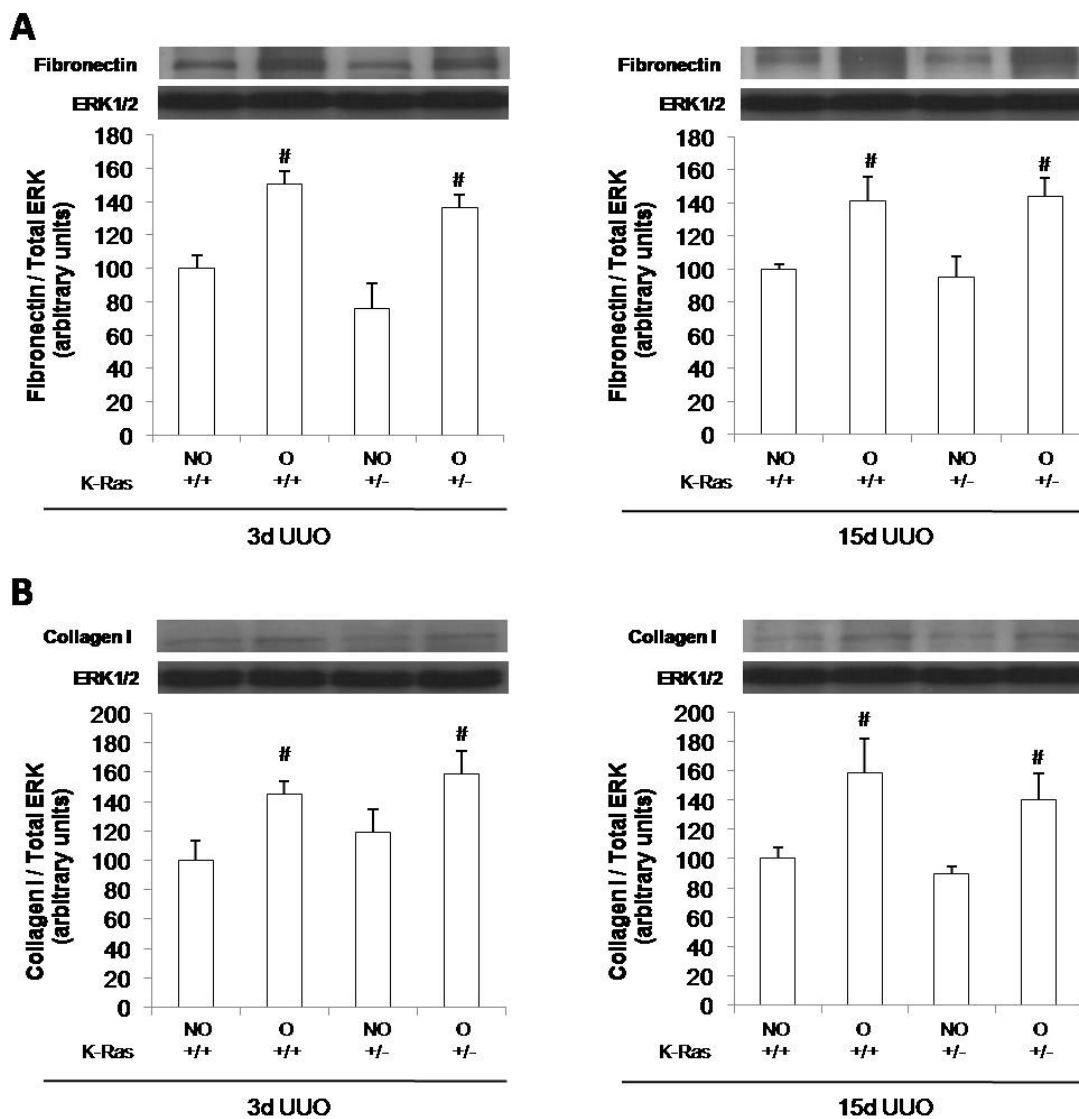 A
Fibronectin
ERK1/2
Fibronectin / Total ERK
(arbitrary units)
180
160
140
120
100
80
60
40
20
0
#
#
NO O NO O
K-Ras +/+ +/+ +/- +/-
3d UUO
Fibronectin
ERK1/2
Fibronectin / Total ERK
(arbitrary units)
180
160
140
120
100
80
60
40
20
0
#
#
NO O NO O
K-Ras +/+ +/+ +/- +/-
15d UUO
B
Collagen I
ERK1/2
Collagen I / Total ERK
(arbitrary units)
200
180
160
140
120
100
80
60
40
20
0
#
#
NO O NO O
K-Ras +/+ +/+ +/- +/-
3d UUO
Collagen I
ERK1/2
Collagen I / Total ERK
(arbitrary units)
200
180
160
140
120
100
80
60
40
20
0
#
#
NO O NO O
K-Ras +/+ +/+ +/- +/-
15d UUO